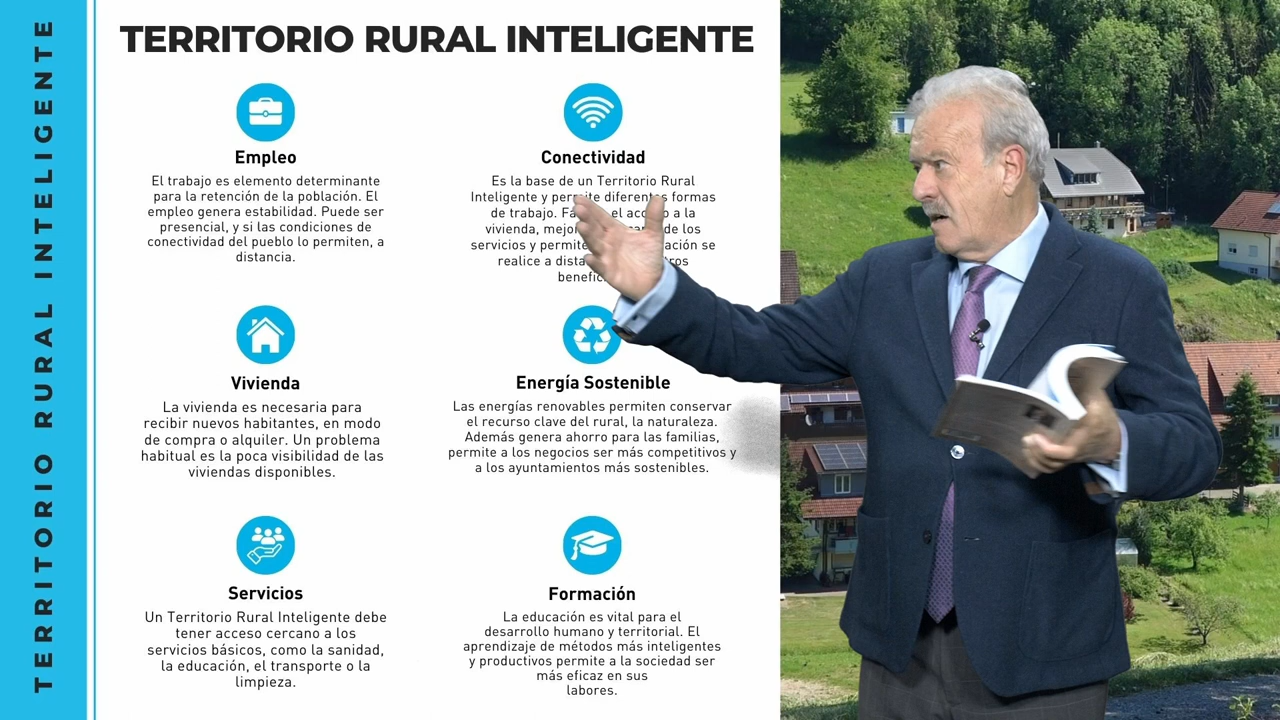 TERRITORIO RURAL INTELIGENTE
TERRITORIO RURAL INTELIGENTE
Empleo
El trabajo es elemento determinante
para la retención de la población. El
empleo genera estabilidad. Puede ser
presencial, y si las condiciones de
conectividad del pueblo lo permiten, a
distancia.
Conectividad
Es la base de un Territorio Rural
Inteligente y permite diferentes formas
de trabajo. el a la
vivienda, de los
servicios y permite se
realice a
Vivienda
La vivienda es necesaria para
recibir nuevos habitantes, en modo
de compra o alquiler. Un problema
habitual es la poca visibilidad de las
viviendas disponibles.
Energía Sostenible
Las energías renovables permiten conservar
el recurso clave del rural, la naturaleza.
Además genera ahorro para las familias,
permite a los negocios ser más competitivos y
a los ayuntamientos más sostenibles.
Servicios
Un Territorio Rural Inteligente debe
tener acceso cercano a los
servicios básicos, como la sanidad,
la educación, el transporte o la
limpieza.
Formación
La educación es vital para el
desarrollo humano y territorial. El
aprendizaje de métodos más inteligentes
y productivos permite a la sociedad ser
más eficaz en sus
labores.